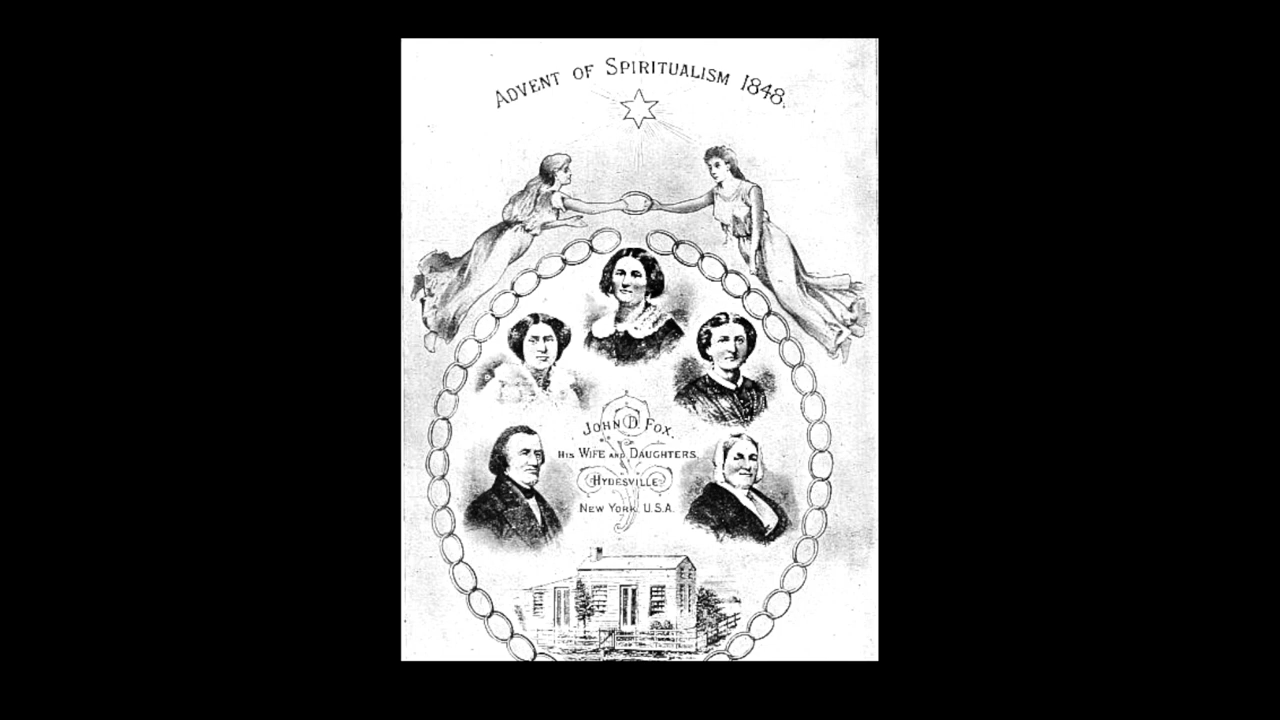 ADVENT OF SPIRITUALISM 1848.
JOHN D. FOX.
HIS WIFE AND DAUGHTERS.
HYDESVILLE
NEW YORK. U.S.A.